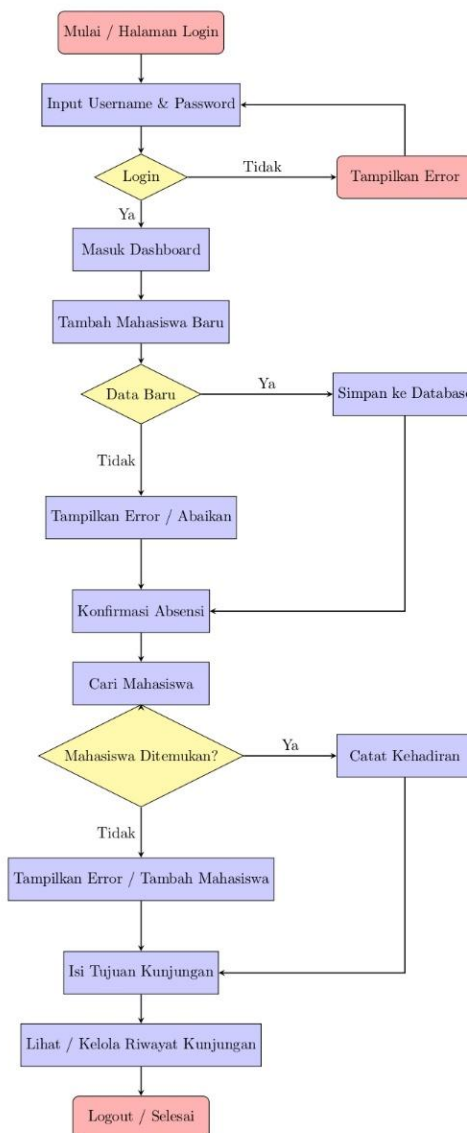 Mulai / Halaman Login
Input Username & Password
Login
Tidak
Tampilkan Error
Ya
Masuk Dashboard
Tambah Mahasiswa Baru
Data Baru
Ya
Simpan ke Database
Tidak
Tampilkan Error / Abaikan
Konfirmasi Absensi
Cari Mahasiswa
Mahasiswa Ditemukan?
Ya
Catat Kehadiran
Tidak
Tampilkan Error / Tambah Mahasiswa
Isi Tujuan Kunjungan
Lihat / Kelola Riwayat Kunjungan
Logout / Selesai